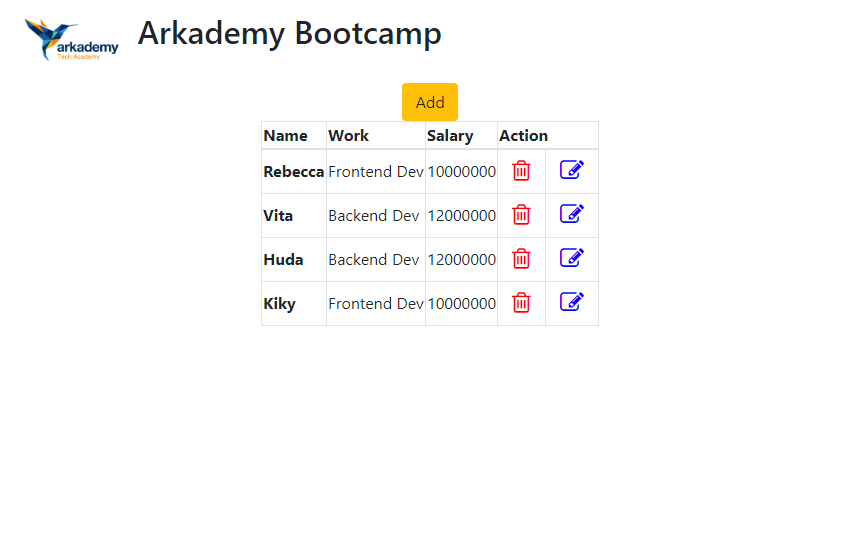 arkademy
Tech Academy
Arkademy Bootcamp
Add
Name Work Salary Action
Rebecca Frontend Dev 10000000
Vita Backend Dev 12000000
Huda Backend Dev 12000000
Kiky Frontend Dev 10000000